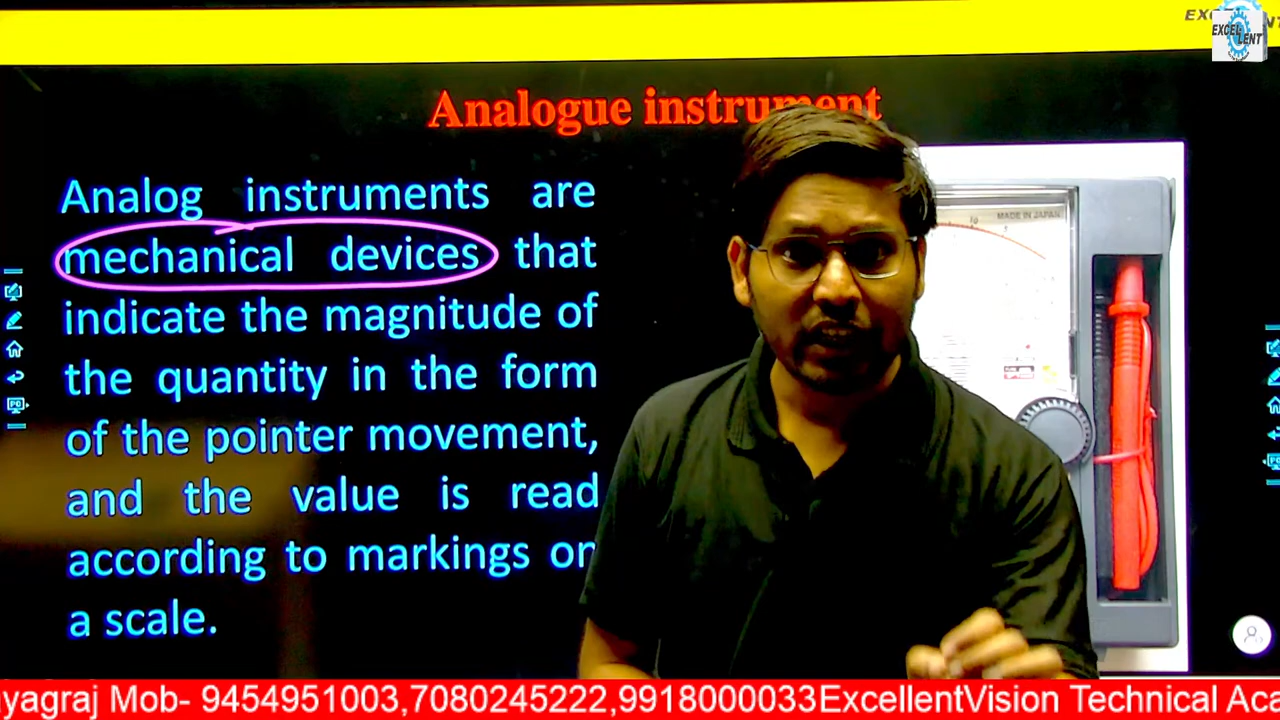 EXCELLENT
Analogue instrument
Analog instruments are
mechanical devices that
indicate the magnitude of
the quantity in the form
of the pointer movement,
and the value is read
according to markings on
a scale.
MADE IN JAPAN
yagraj Mob- 9454951003,7080245222,9918000033ExcellentVision Technical Aca